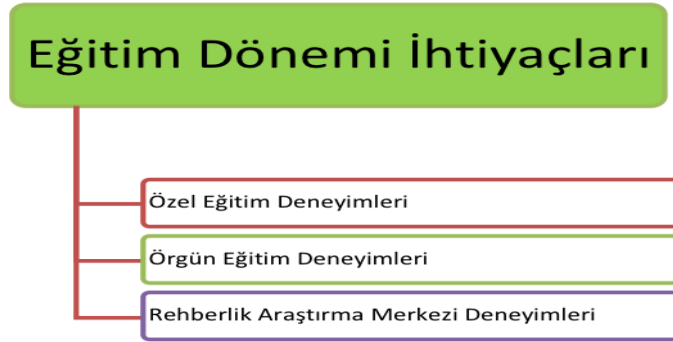 Eğitim Dönemi İhtiyaçları
Özel Eğitim Deneyimleri
Örgün Eğitim Deneyimleri
Rehberlik Araştırma Merkezi Deneyimleri